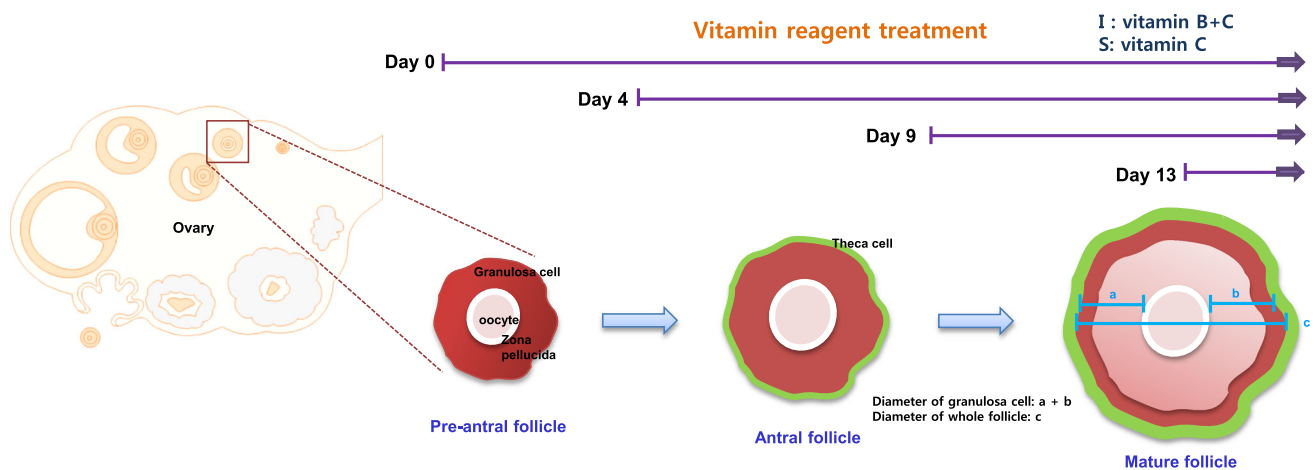 Vitamin reagent treatment
I : vitamin B+C
S: vitamin C
Day 0
Day 4
Day 9
Day 13
Ovary
Granulosa cell
oocyte
Zona
pellucida
Theca cell
a
b
c
Diameter of granulosa cell: a + b
Diameter of whole follicle: c
Pre-antral follicle
Antral follicle
Mature follicle